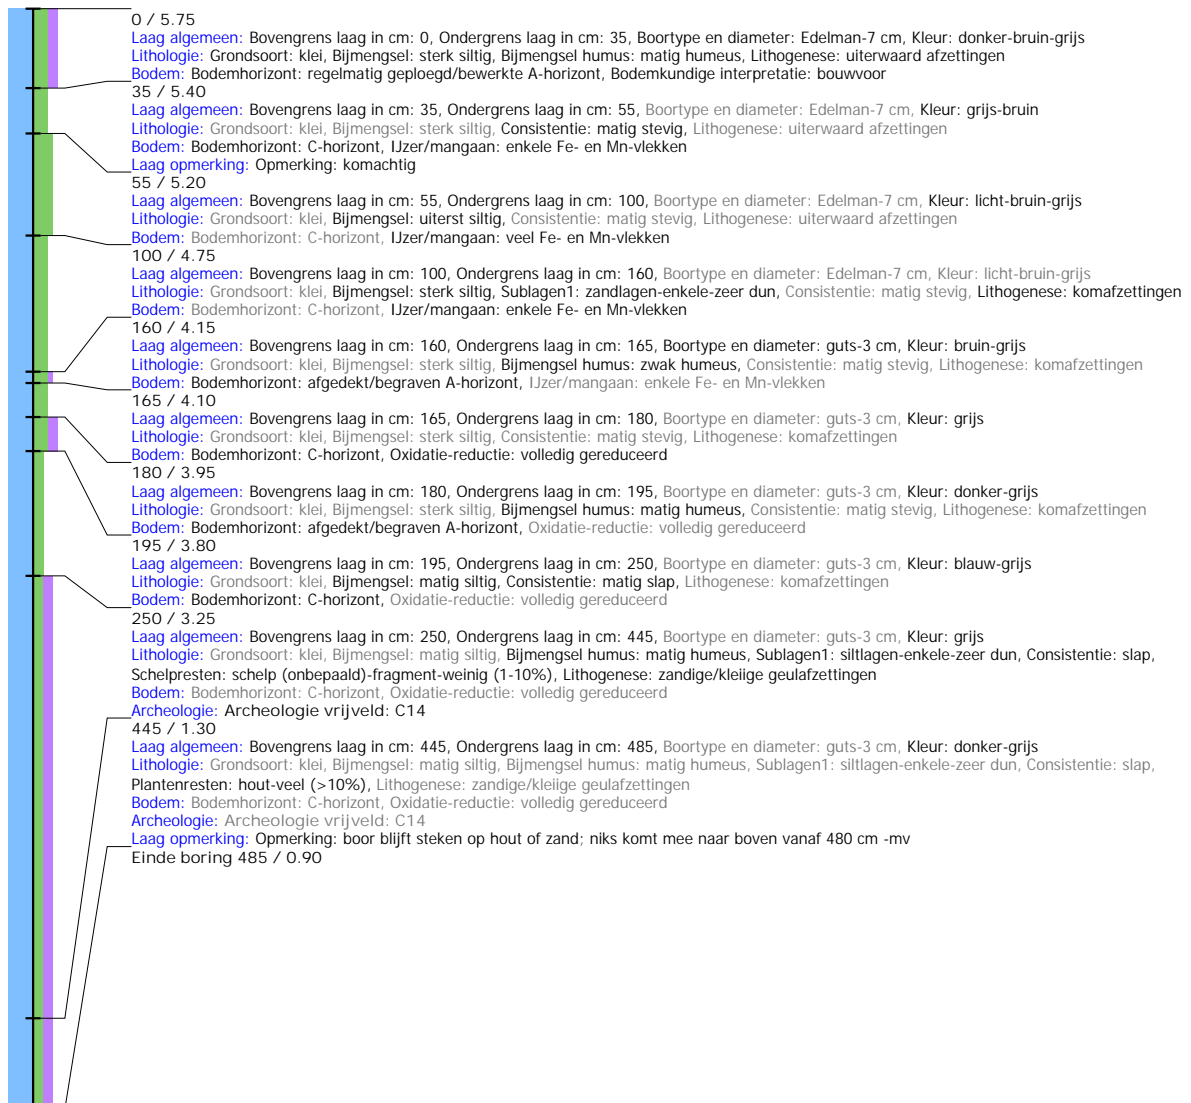 0 / 5.75
Laag algemeen: Bovengrens laag in cm: 0, Ondergrens laag in cm: 35, Boortype en diameter: Edelman-7 cm, Kleur: donker-bruin-grijs
Lithologie: Grondsoort: klei, Bijmengsel: sterk siltig, Bijmengsel humus: matig humeus, Lithogenese: uiterwaard afzettingen
Bodem: Bodemhorizont: regelmatig geploegd/bewerkte A-horizont, Bodemkundige interpretatie: bouwvoor
35 / 5.40
Laag algemeen: Bovengrens laag in cm: 35, Ondergrens laag in cm: 55, Boortype en diameter: Edelman-7 cm, Kleur: grijs-bruin
Lithologie: Grondsoort: klei, Bijmengsel: sterk siltig, Consistentie: matig stevig, Lithogenese: uiterwaard afzettingen
Bodem: Bodemhorizont: C-horizont, IJzer/mangaan: enkele Fe- en Mn-vlekken
Laag opmerking: Opmerking: komachtig
55 / 5.20
Laag algemeen: Bovengrens laag in cm: 55, Ondergrens laag in cm: 100, Boortype en diameter: Edelman-7 cm, Kleur: licht-bruin-grijs
Lithologie: Grondsoort: klei, Bijmengsel: uiterst siltig, Consistentie: matig stevig, Lithogenese: uiterwaard afzettingen
Bodem: Bodemhorizont: C-horizont, IJzer/mangaan: veel Fe- en Mn-vlekken
100 / 4.75
Laag algemeen: Bovengrens laag in cm: 100, Ondergrens laag in cm: 160, Boortype en diameter: Edelman-7 cm, Kleur: licht-bruin-grijs
Lithologie: Grondsoort: klei, Bijmengsel: sterk siltig, Sublagen1: zandlagen-enkele-zeer dun, Consistentie: matig stevig, Lithogenese: komafzettingen
Bodem: Bodemhorizont: C-horizont, IJzer/mangaan: enkele Fe- en Mn-vlekken
160 / 4.15
Laag algemeen: Bovengrens laag in cm: 160, Ondergrens laag in cm: 165, Boortype en diameter: guts-3 cm, Kleur: bruin-grijs
Lithologie: Grondsoort: klei, Bijmengsel: sterk siltig, Bijmengsel humus: zwak humeus, Consistentie: matig stevig, Lithogenese: komafzettingen
Bodem: Bodemhorizont: afgedekt/begraven A-horizont, IJzer/mangaan: enkele Fe- en Mn-vlekken
165 / 4.10
Laag algemeen: Bovengrens laag in cm: 165, Ondergrens laag in cm: 180, Boortype en diameter: guts-3 cm, Kleur: grijs
Lithologie: Grondsoort: klei, Bijmengsel: sterk siltig, Consistentie: matig stevig, Lithogenese: komafzettingen
Bodem: Bodemhorizont: C-horizont, Oxidatie-reductie: volledig gereduceerd
180 / 3.95
Laag algemeen: Bovengrens laag in cm: 180, Ondergrens laag in cm: 195, Boortype en diameter: guts-3 cm, Kleur: donker-grijs
Lithologie: Grondsoort: klei, Bijmengsel: sterk siltig, Bijmengsel humus: matig humeus, Consistentie: matig stevig, Lithogenese: komafzettingen
Bodem: Bodemhorizont: afgedekt/begraven A-horizont, Oxidatie-reductie: volledig gereduceerd
195 / 3.80
Laag algemeen: Bovengrens laag in cm: 195, Ondergrens laag in cm: 250, Boortype en diameter: guts-3 cm, Kleur: blauw-grijs
Lithologie: Grondsoort: klei, Bijmengsel: matig siltig, Consistentie: matig slap, Lithogenese: komafzettingen
Bodem: Bodemhorizont: C-horizont, Oxidatie-reductie: volledig gereduceerd
250 / 3.25
Laag algemeen: Bovengrens laag in cm: 250, Ondergrens laag in cm: 445, Boortype en diameter: guts-3 cm, Kleur: grijs
Lithologie: Grondsoort: klei, Bijmengsel: matig siltig, Bijmengsel humus: matig humeus, Sublagen1: siltlagen-enkele-zeer dun, Consistentie: slap,
Schelpresten: schelp (onbepaald)-fragment-weinig (1-10%), Lithogenese: zandige/kleiige geulafzettingen
Bodem: Bodemhorizont: C-horizont, Oxidatie-reductie: volledig gereduceerd
Archeologie: Archeologie vrijveld: C14
445 / 1.30
Laag algemeen: Bovengrens laag in cm: 445, Ondergrens laag in cm: 485, Boortype en diameter: guts-3 cm, Kleur: donker-grijs
Lithologie: Grondsoort: klei, Bijmengsel: matig siltig, Bijmengsel humus: matig humeus, Sublagen1: siltlagen-enkele-zeer dun, Consistentie: slap,
Plantenresten: hout-veel (>10%), Lithogenese: zandige/kleiige geulafzettingen
Bodem: Bodemhorizont: C-horizont, Oxidatie-reductie: volledig gereduceerd
Archeologie: Archeologie vrijveld: C14
Laag opmerking: Opmerking: boor blijft steken op hout of zand; niks komt mee naar boven vanaf 480 cm -mv
Einde boring 485 / 0.90